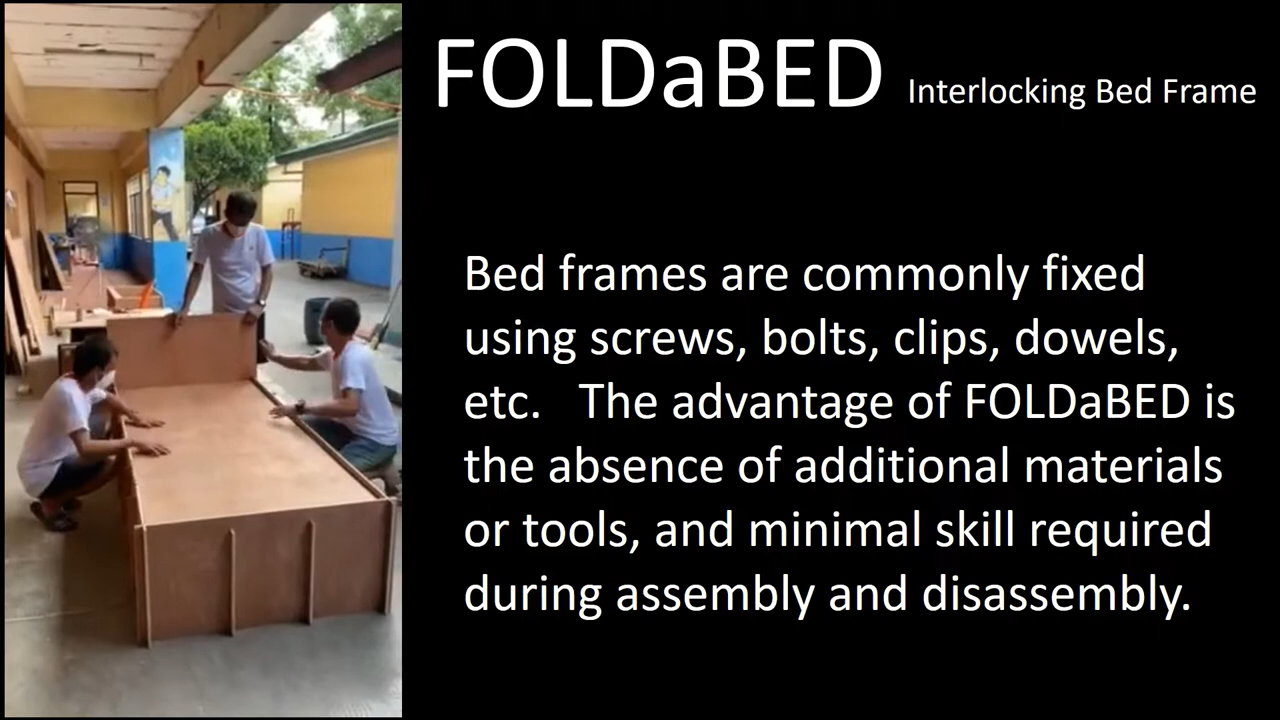 FOLDaBED Interlocking Bed Frame
Bed frames are commonly fixed
using screws, bolts, clips, dowels,
etc.   The advantage of FOLDaBED is
the absence of additional materials
or tools, and minimal skill required
during assembly and disassembly.